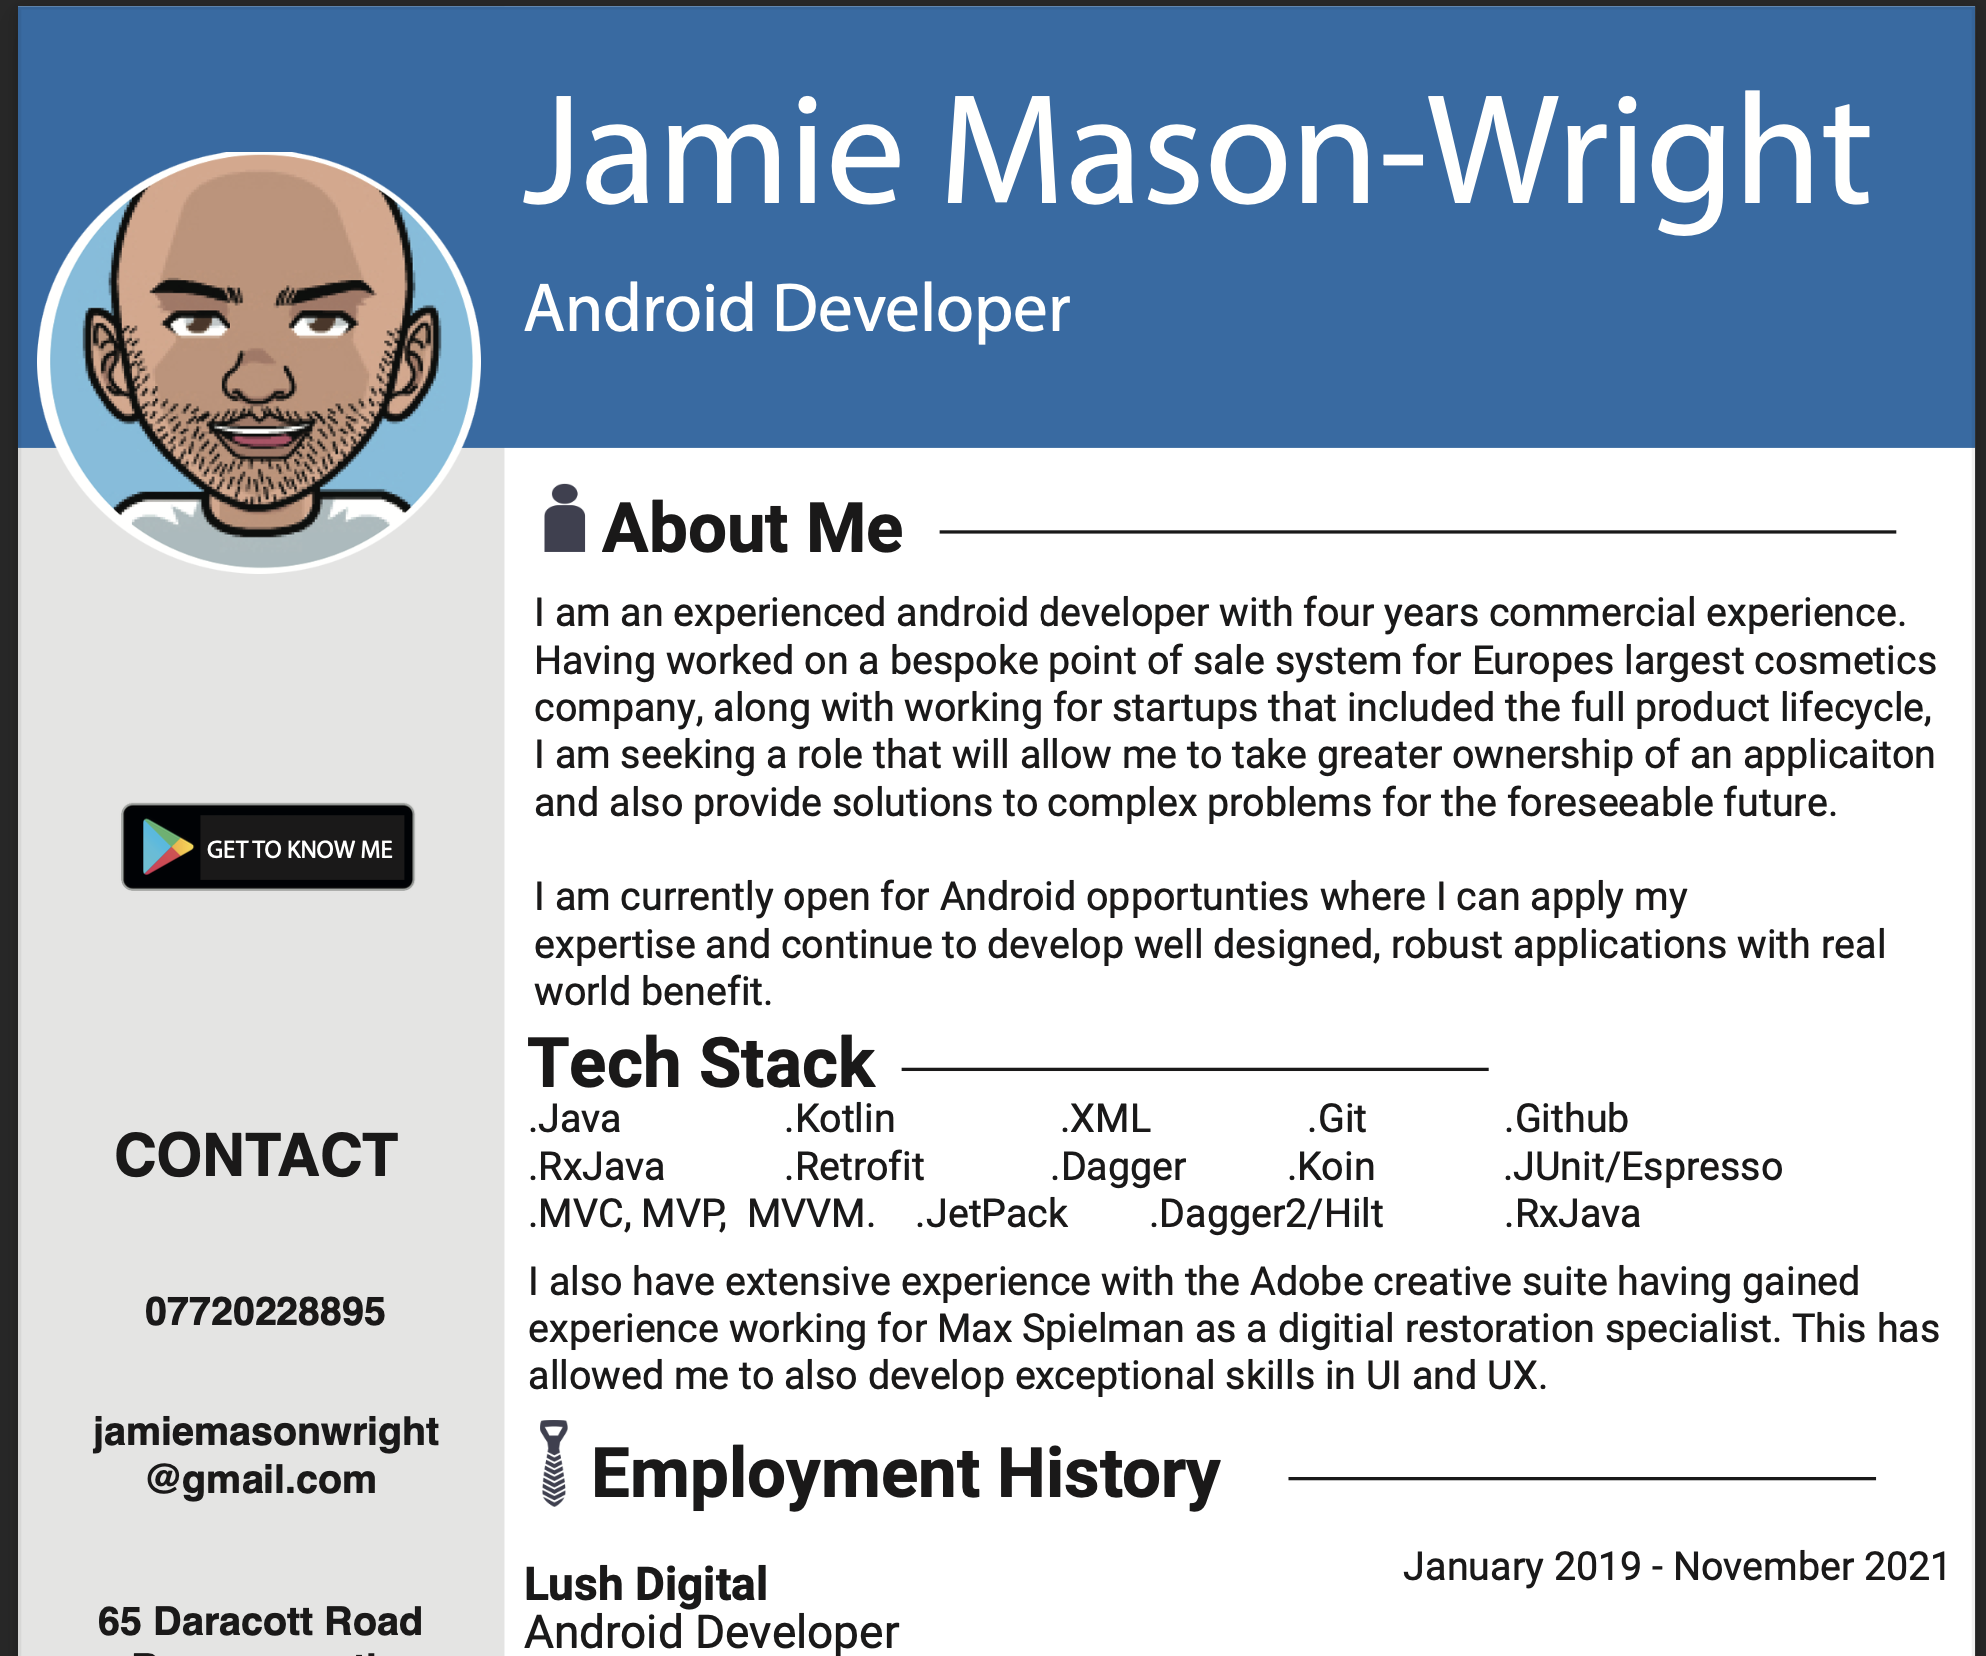 Jamie Mason-Wright
Android Developer
GET TO KNOW ME
CONTACT
07720228895
jamiemasonwright
@gmail.com
65 Daracott Road
About Me
I am an experienced android developer with four years commercial experience.
Having worked on a bespoke point of sale system for Europes largest cosmetics
company, along with working for startups that included the full product lifecycle,
I am seeking a role that will allow me to take greater ownership of an applicaiton
and also provide solutions to complex problems for the foreseeable future.
I am currently open for Android opportunties where I can apply my
expertise and continue to develop well designed, robust applications with real
world benefit.
Tech Stack
.Java .Kotlin .XML .Git .Github
.RxJava .Retrofit .Dagger .Koin .JUnit/Espresso
.MVC, MVP, MVVM. .JetPack .Dagger2/Hilt .RxJava
I also have extensive experience with the Adobe creative suite having gained
experience working for Max Spielman as a digitial restoration specialist. This has
allowed me to also develop exceptional skills in UI and UX.
Employment History
Lush Digital January 2019 - November 2021
Android Developer